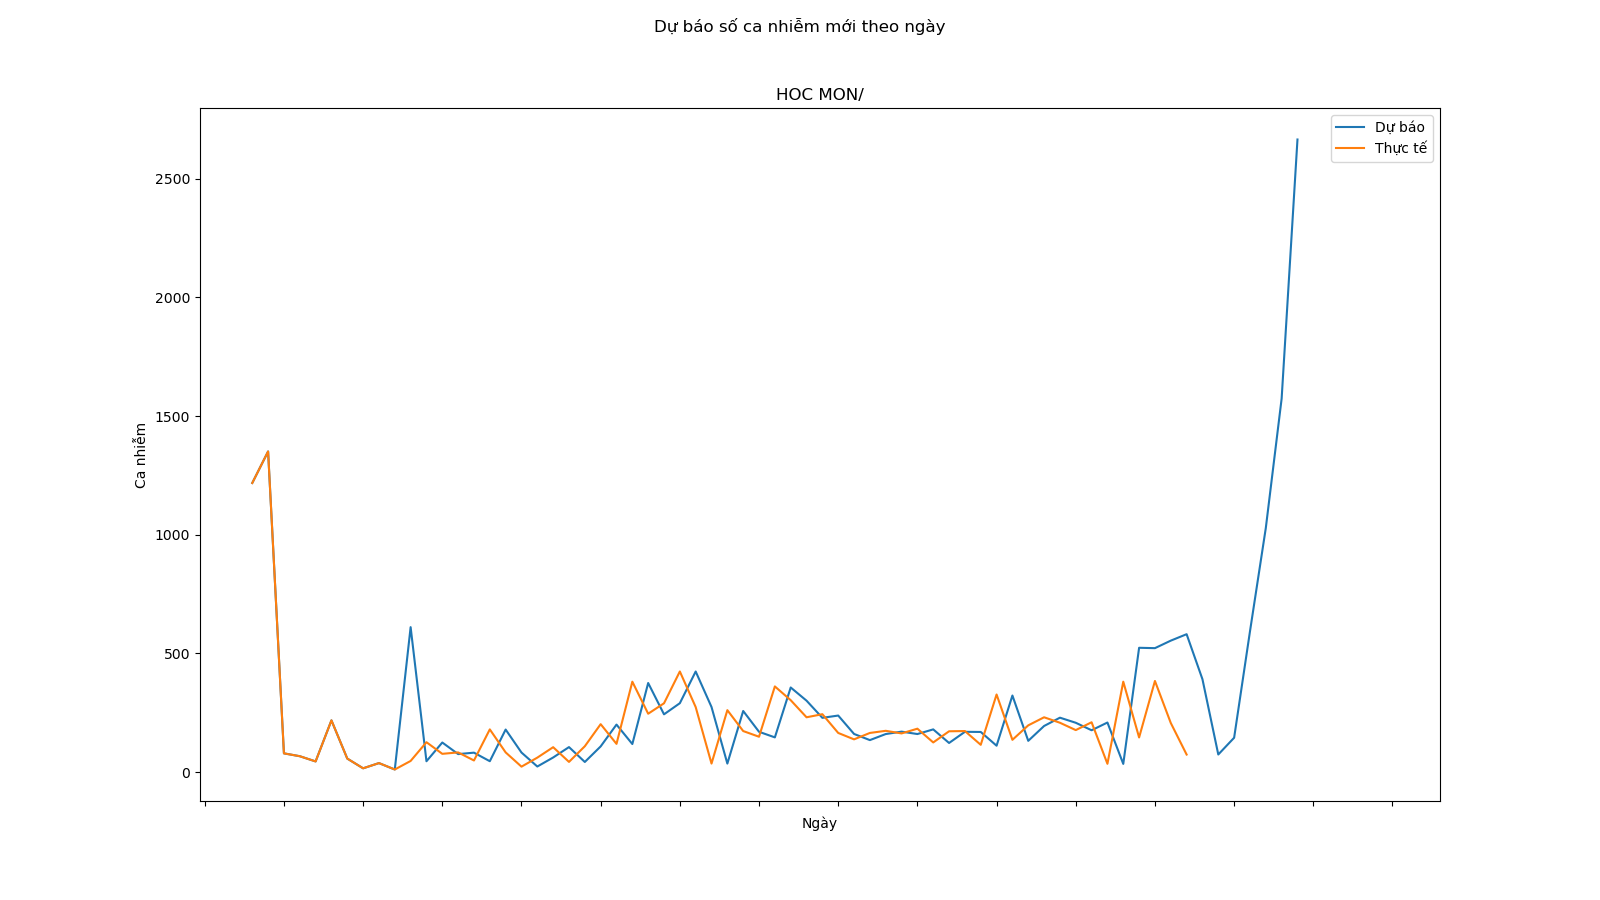 Dự báo số ca nhiễm mới theo ngày
HOC MON/
Dự báo
Thực tế
2500
2000
1500
1000
500
0
Ca nhiễm
Ngày